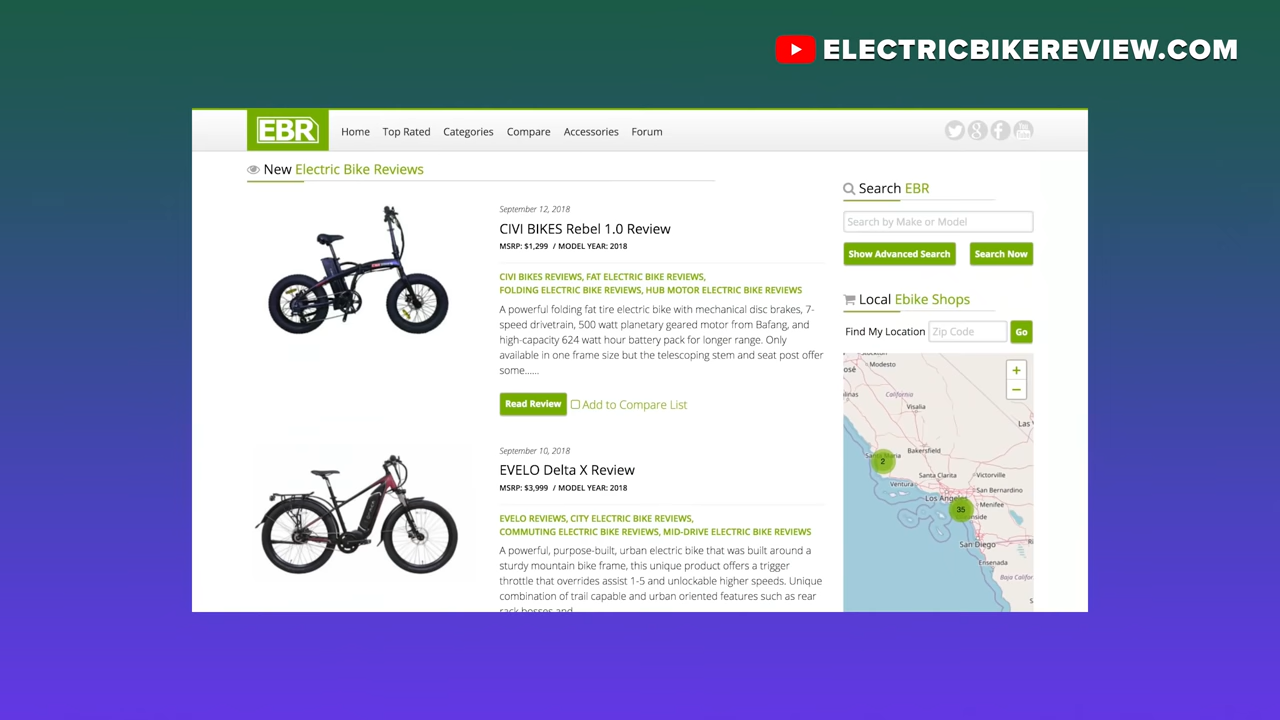 ELECTRICBIKEREVIEW.COM
EBR
Home Top Rated Categories Compare Accessories Forum
New Electric Bike Reviews
September 12, 2018
CIVI BIKES Rebel 1.0 Review
MSRP: $1,299 / MODEL YEAR: 2018
CIVI BIKES REVIEWS, FAT ELECTRIC BIKE REVIEWS,
FOLDING ELECTRIC BIKE REVIEWS, HUB MOTOR ELECTRIC BIKE REVIEWS
A powerful folding fat tire electric bike with mechanical disc brakes, 7-
speed drivetrain, 500 watt planetary geared motor from Bafang, and
high-capacity 624 watt hour battery pack for longer range. Only
available in one frame size but the telescoping stem and seat post offer
some......
Read Review Add to Compare List
September 10, 2018
EVELO Delta X Review
MSRP: $3,999 / MODEL YEAR: 2018
EVELO REVIEWS, CITY ELECTRIC BIKE REVIEWS,
COMMUTING ELECTRIC BIKE REVIEWS, MID-DRIVE ELECTRIC BIKE REVIEWS
A powerful, purpose-built, urban electric bike that was built around a
sturdy mountain bike frame, this unique product offers a trigger
throttle that overrides assist 1-5 and unlockable higher speeds. Unique
combination of trail capable and urban oriented features such as rear
rack bosses and
Search EBR
Search by Make or Model
Show Advanced Search Search Now
Local Ebike Shops
Find My Location Zip Code Go
Modesto
California
Visalia
Las
Bakersfield
2
Santa Clarita
Victorville
Ventura
San Bernardino
Los Angeles
Menifee
35
San Diego
Ensenada
Baja Califor
+
−